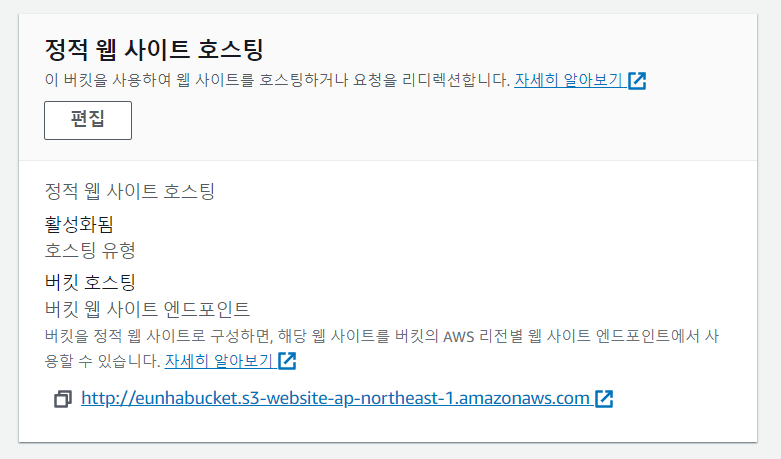 정적 웹 사이트 호스팅
이 버킷을 사용하여 웹 사이트를 호스팅하거나 요청을 리디렉션합니다. 자세히 알아보기
편집
정적 웹 사이트 호스팅
활성화됨
호스팅 유형
버킷 호스팅
버킷 웹 사이트 엔드포인트
버킷을 정적 웹 사이트로 구성하면, 해당 웹 사이트를 버킷의 AWS 리전별 웹 사이트 엔드포인트에서 사
용할 수 있습니다. 자세히 알아보기
http://eunhabucket.s3-website-ap-northeast-1.amazonaws.com